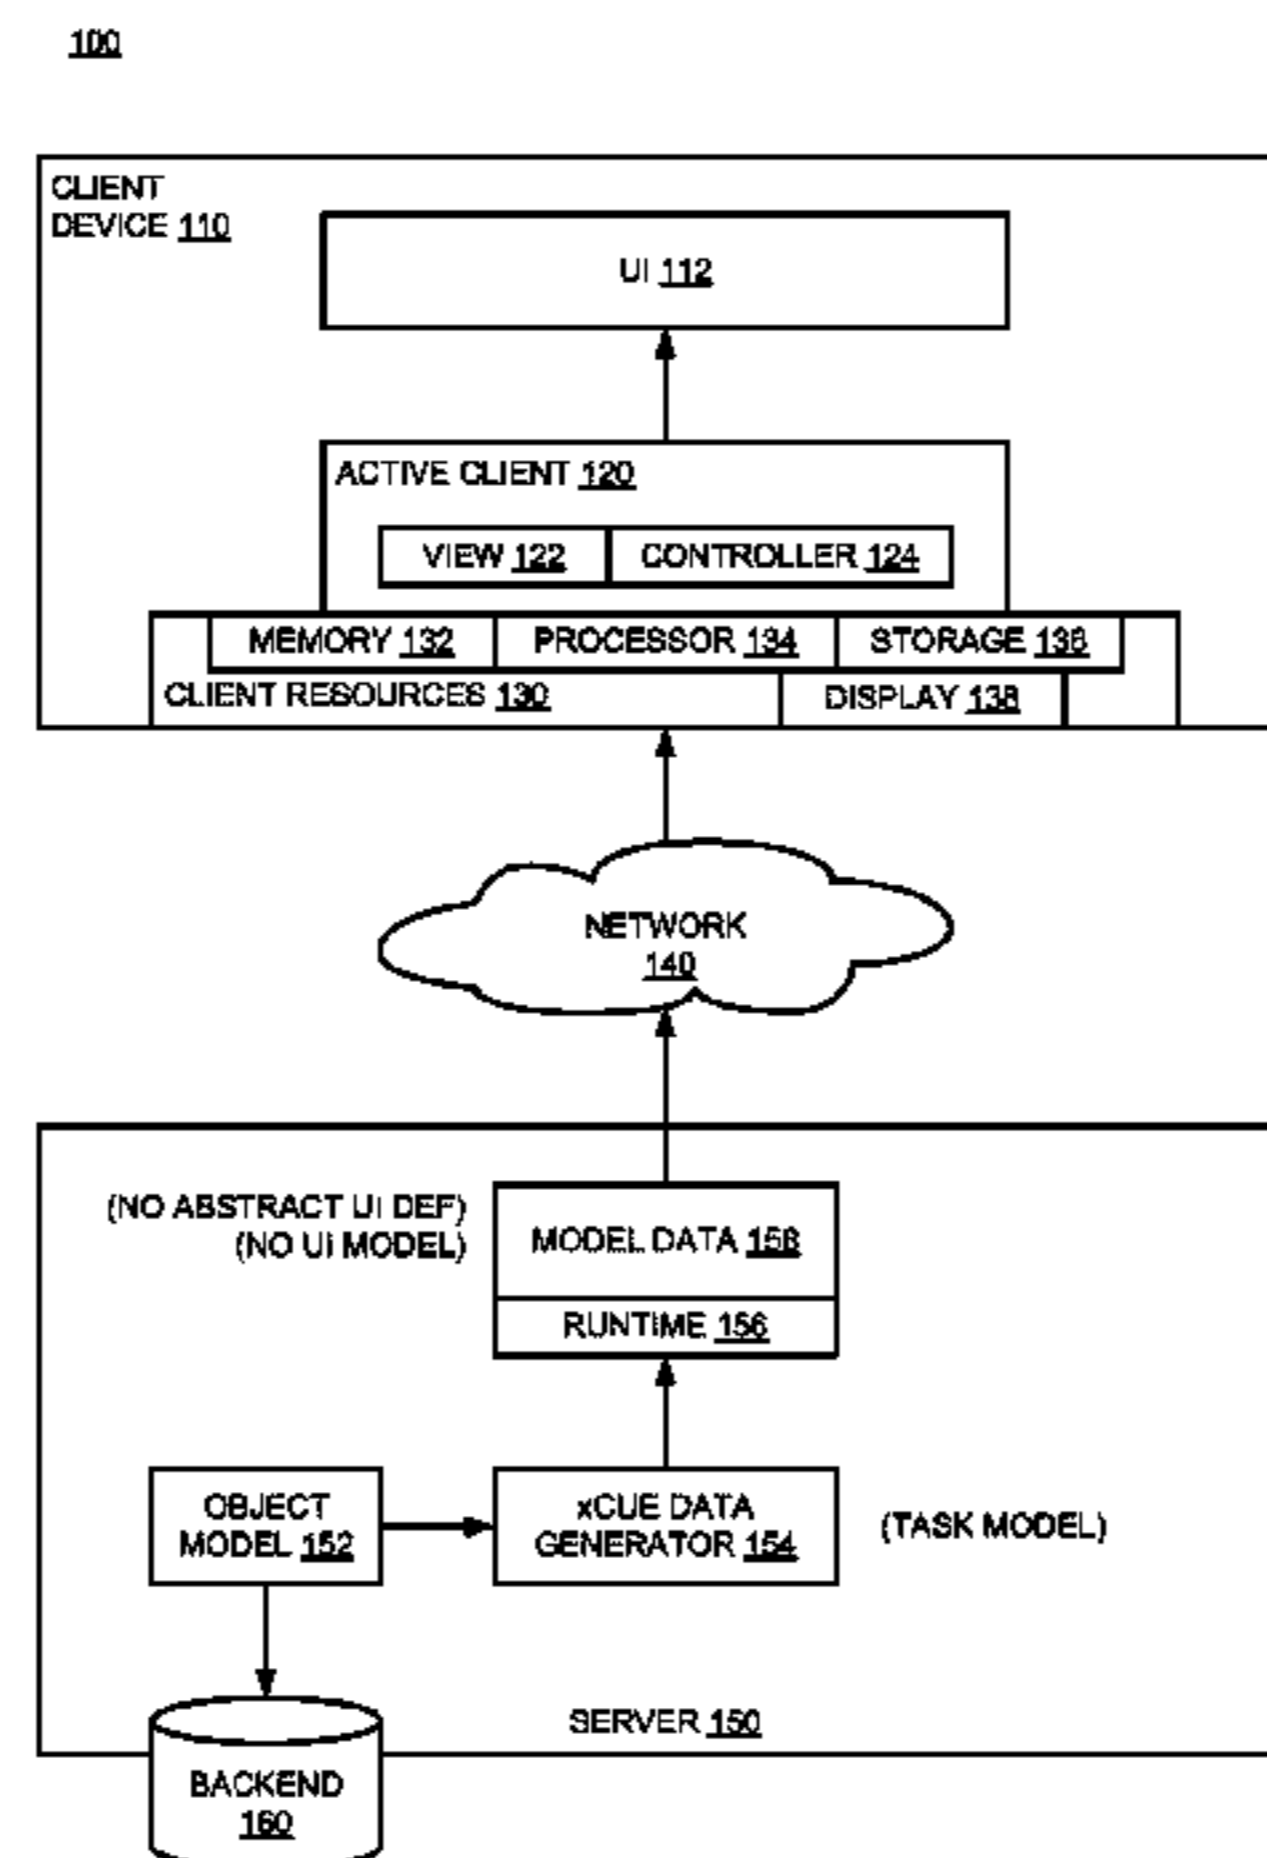 100
CLIENT
DEVICE 110
UI 112
ACTIVE CLIENT 120
VIEW 122
CONTROLLER 124
MEMORY 132
PROCESSOR 134
STORAGE 136
CLIENT RESOURCES 130
DISPLAY 138
NETWORK
140
(NO ABSTRACT UI DEF)
(NO UI MODEL)
MODEL DATA 158
RUNTIME 156
OBJECT
MODEL 152
xCUE DATA
GENERATOR 154
(TASK MODEL)
SERVER 150
BACKEND
160